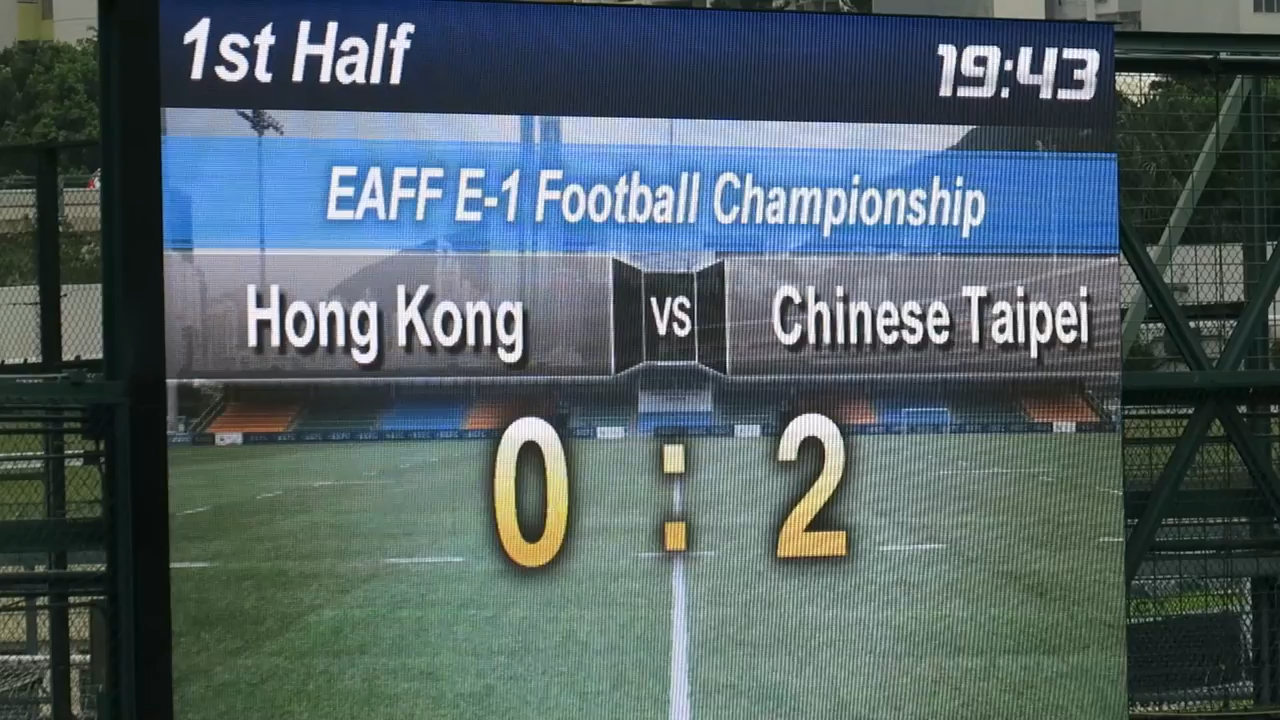 1st Half
19:43
EAFF E-1 Football Championship
Hong Kong
VS
Chinese Taipei
0 : 2